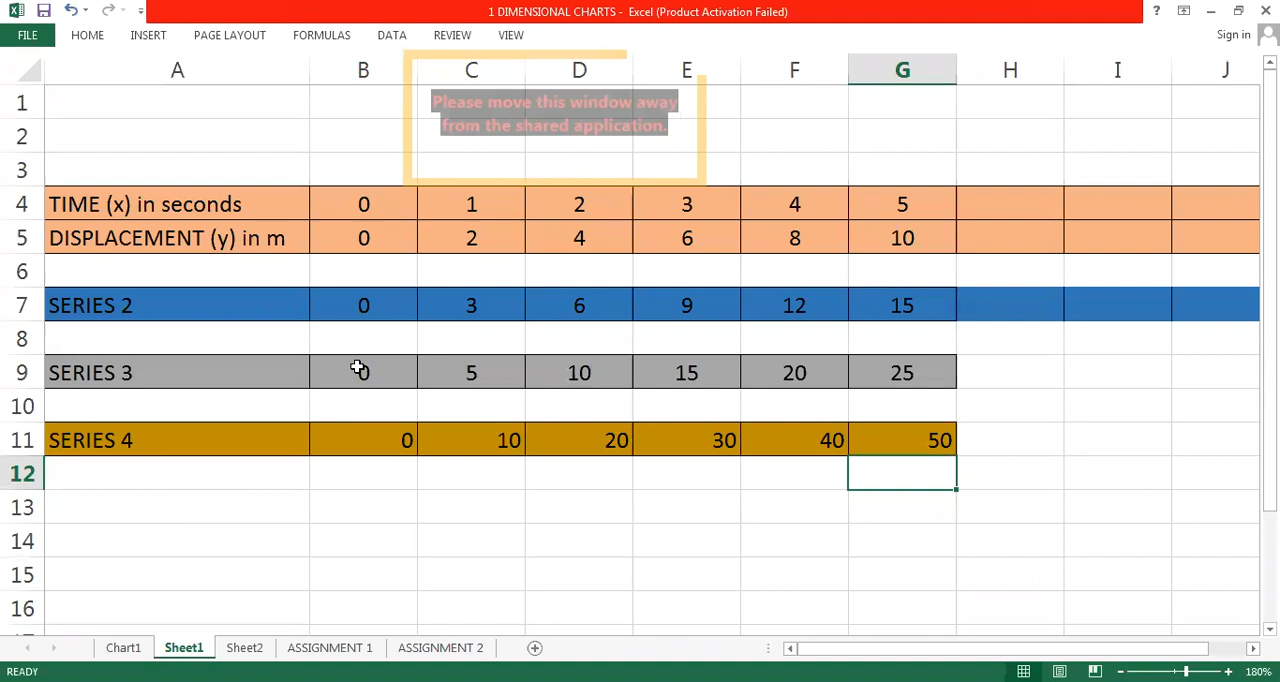 1 DIMENSIONAL CHARTS - Excel (Product Activation Failed)
?
FILE HOME INSERT PAGE LAYOUT FORMULAS DATA REVIEW VIEW Sign in
A B C D E F G H I J
1 Please move this window away
from the shared application.
2
3
4 TIME (x) in seconds 0 1 2 3 4 5
5 DISPLACEMENT (y) in m 0 2 4 6 8 10
6
7 SERIES 2 0 3 6 9 12 15
8
9 SERIES 3 0 5 10 15 20 25
10
11 SERIES 4 0 10 20 30 40 50
12
13
14
15
16
Chart1 Sheet1 Sheet2 ASSIGNMENT 1 ASSIGNMENT 2
READY 180%